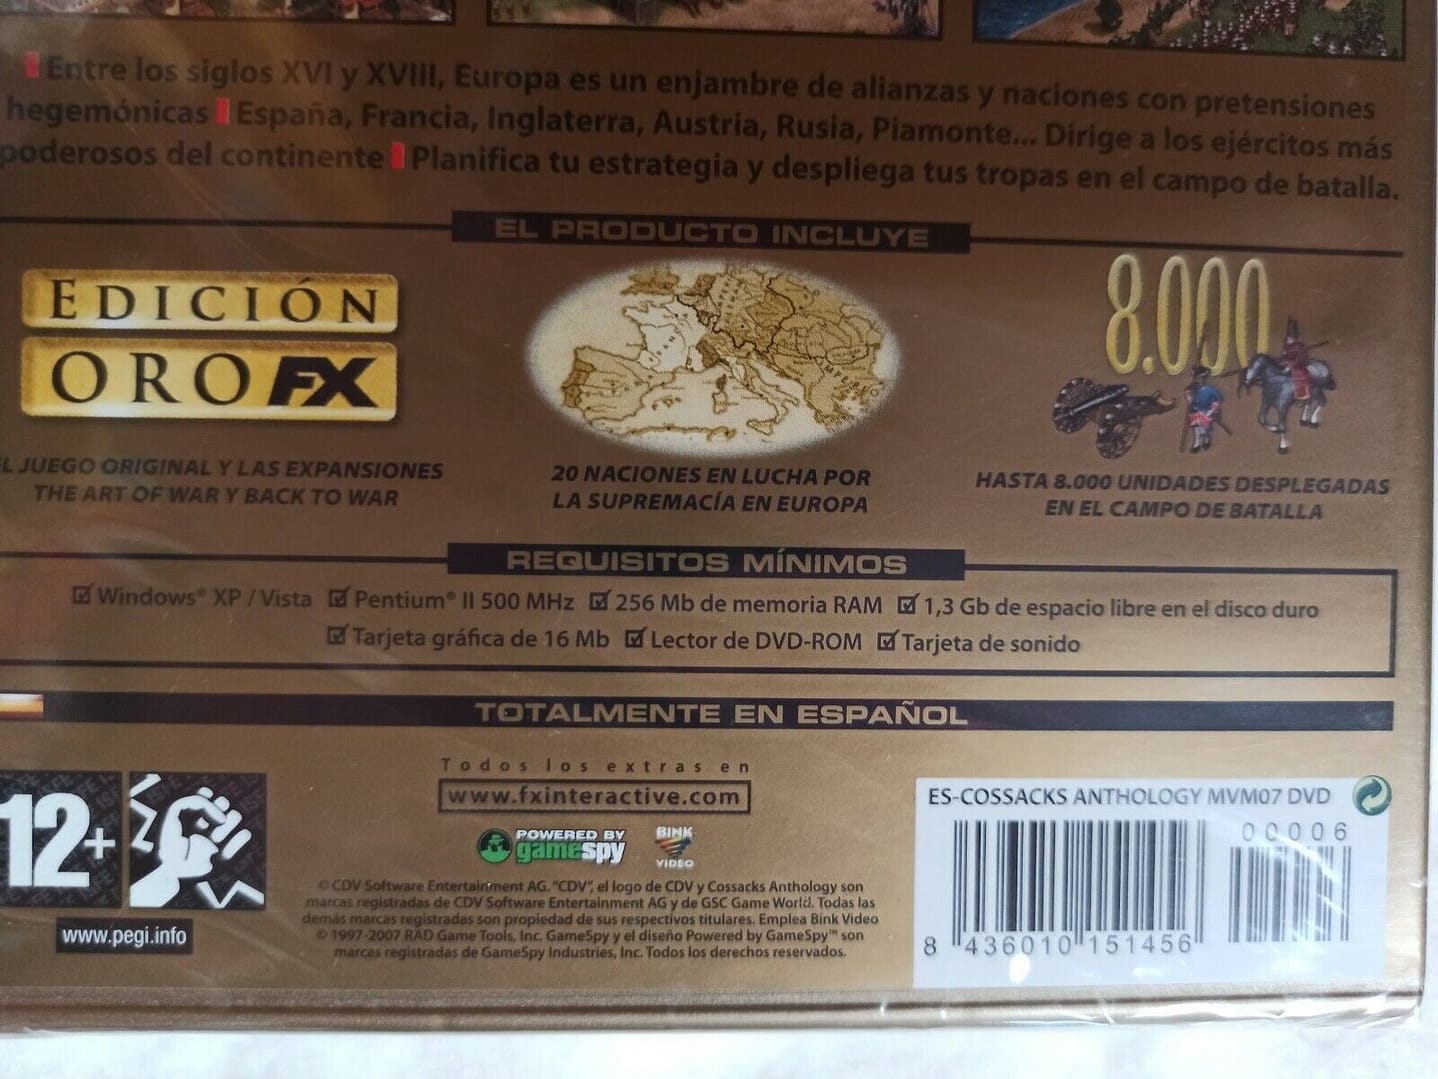 Entre los siglos XVI y XVIII, Europa es un enjambre de alianzas y naciones con pretensiones
hegemónicas España, Francia, Inglaterra, Austria, Rusia, Piamonte... Dirige a los ejércitos más
poderosos del continente Planifica tu estrategia y despliega tus tropas en el campo de batalla.
EL PRODUCTO INCLUYE
EDICIÓN
ORO FX
8.000
EL JUEGO ORIGINAL Y LAS EXPANSIONES
THE ART OF WAR Y BACK TO WAR
20 NACIONES EN LUCHA POR
LA SUPREMACÍA EN EUROPA
HASTA 8.000 UNIDADES DESPLEGADAS
EN EL CAMPO DE BATALLA
REQUISITOS MÍNIMOS
Windows® XP / Vista Pentium® II 500 MHz 256 Mb de memoria RAM 1,3 Gb de espacio libre en el disco duro
Tarjeta gráfica de 16 Mb Lector de DVD-ROM Tarjeta de sonido
TOTALMENTE EN ESPAÑOL
Todos los extras en
www.fxinteractive.com
12+
www.pegi.info
POWERED BY
gamespy
BINK
VIDEO
© CDV Software Entertainment AG. "CDV", el logo de CDV y Cossacks Anthology son
marcas registradas de CDV Software Entertainment AG y de GSC Game World. Todas las
demás marcas registradas son propiedad de sus respectivos titulares. Emplea Bink Video
© 1997-2007 RAD Game Tools, Inc. GameSpy y el diseño Powered by GameSpy™ son
marcas registradas de GameSpy Industries, Inc. Todos los derechos reservados.
ES-COSSACKS ANTHOLOGY MVM07 DVD
00006
8 436010 151456